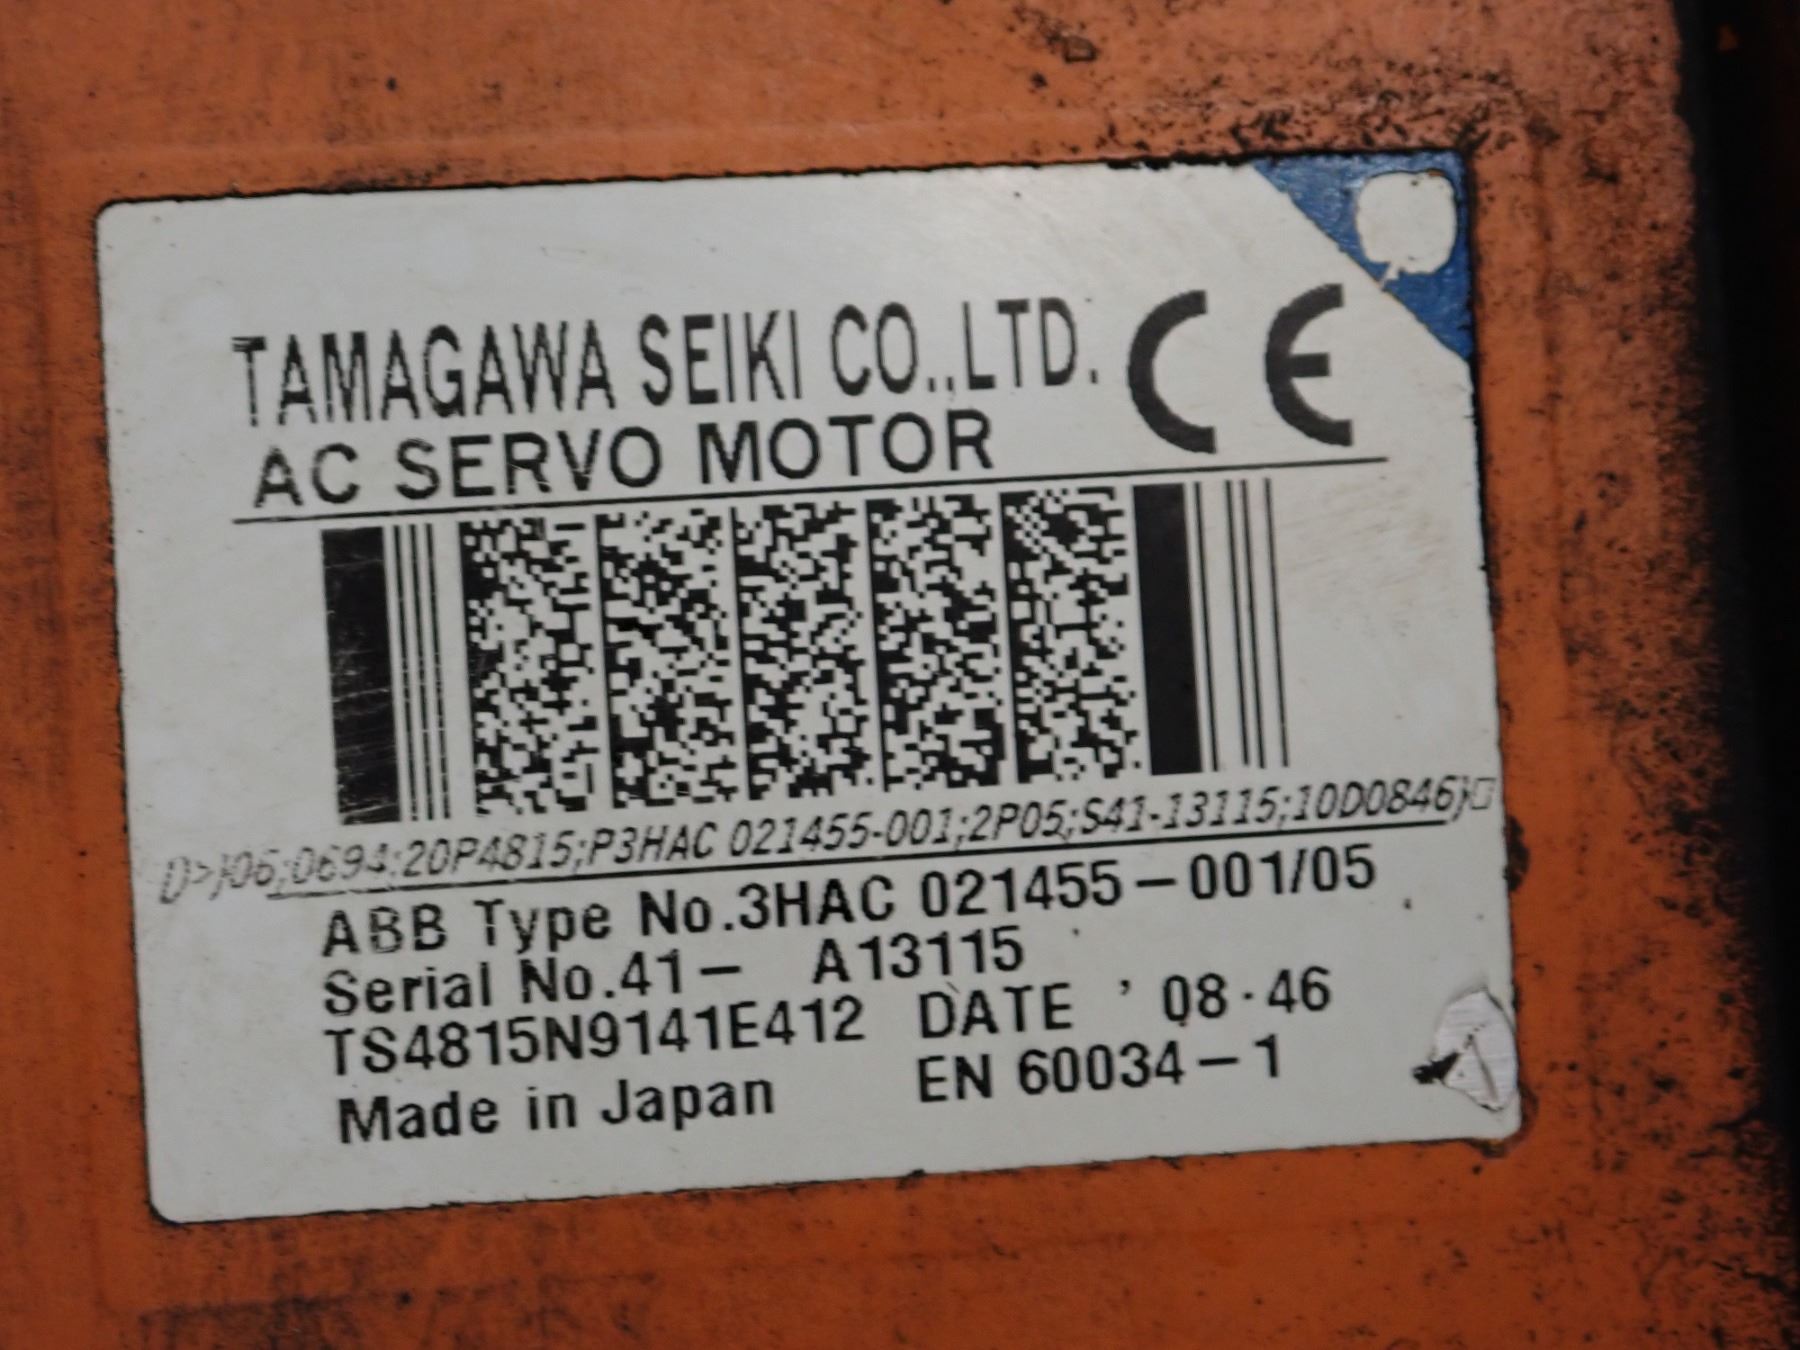 TAMAGAWA SEIKI CO.,LTD. CE
AC SERVO MOTOR
D>}06;0694:20P4815;P3HAC 021455-001;2P05;S41-13115;10D0846}
ABB Type No.3HAC 021455-001/05
Serial No.41- A13115
TS4815N9141E412 DATE '08·46
Made in Japan EN 60034-1